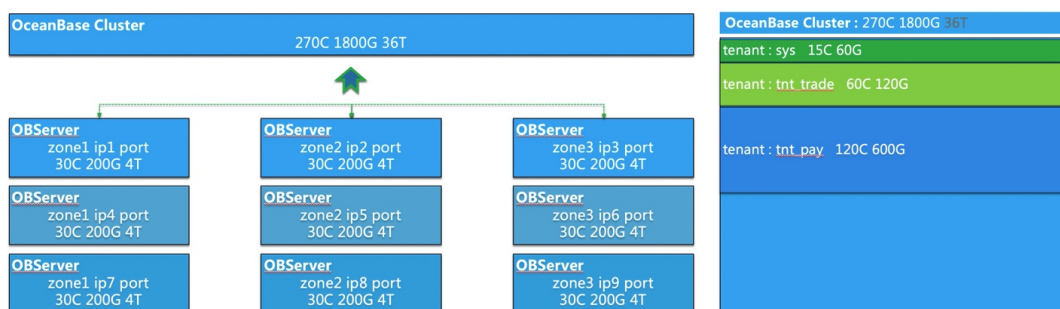 OceanBase Cluster
270C 1800G 36T
OBServer
zone1 ip1 port
30C 200G 4T
OBServer
zone2 ip2 port
30C 200G 4T
OBServer
zone3 ip3 port
30C 200G 4T
OBServer
zone1 ip4 port
30C 200G 4T
OBServer
zone2 ip5 port
30C 200G 4T
OBServer
zone3 ip6 port
30C 200G 4T
OBServer
zone1 ip7 port
30C 200G 4T
OBServer
zone2 ip8 port
30C 200G 4T
OBServer
zone3 ip9 port
30C 200G 4T
OceanBase Cluster : 270C 1800G 36T
tenant : sys 15C 60G
tenant : tnt_trade 60C 120G
tenant : tnt_pay 120C 600G